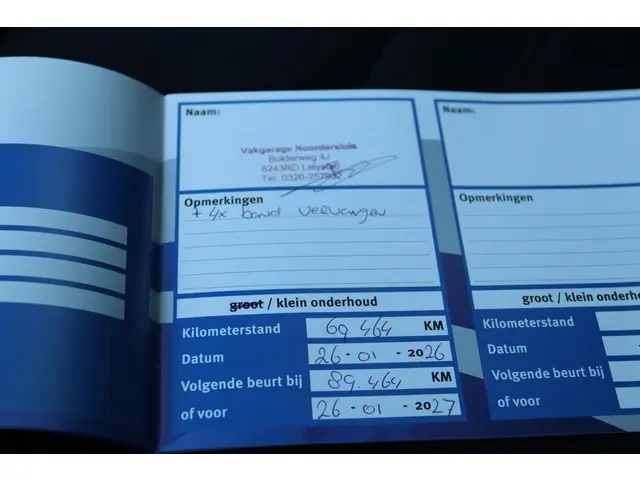 Naam:
Vakgarage Noordersluis
Bolderweg 4J
8243RD Lelystad
Tel. 0320-257
Opmerkingen
+ 4x band vervangen
groot / klein onderhoud
Kilometerstand 69.464 KM
Datum 26-01-2026
Volgende beurt bij 89.464 KM
of voor 26-01-2027
Naam:
Opmerkingen
groot / klein
Kilometerstand
Datum
Volgende beurt bij
of voor